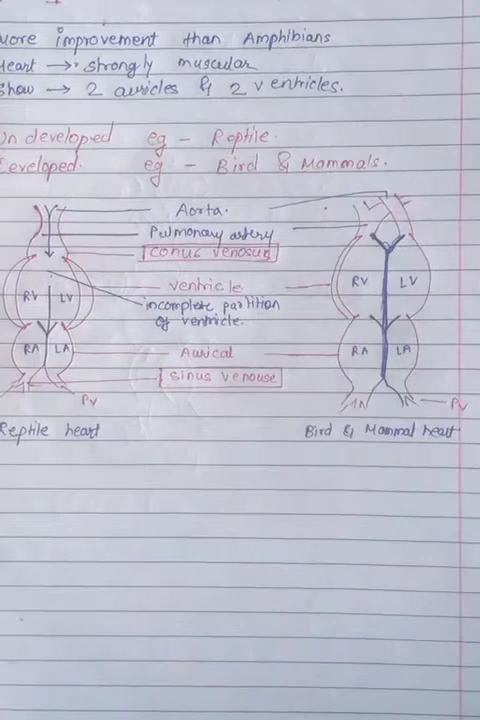 More improvement than Amphibians
Heart → strongly muscular
Show → 2 auricles & 2 ventricles.
Un developed eg - Reptile.
Developed. eg - Bird & Mammals.
Aorta.
Pulmonary artery
Conus venosus
ventricle.
RV LV
RV LV
incomplete partition
of ventricle.
RA LA
Aurical
RA LA
Sinus venouse
PV
PV
Reptile heart
Bird & Mammal heart